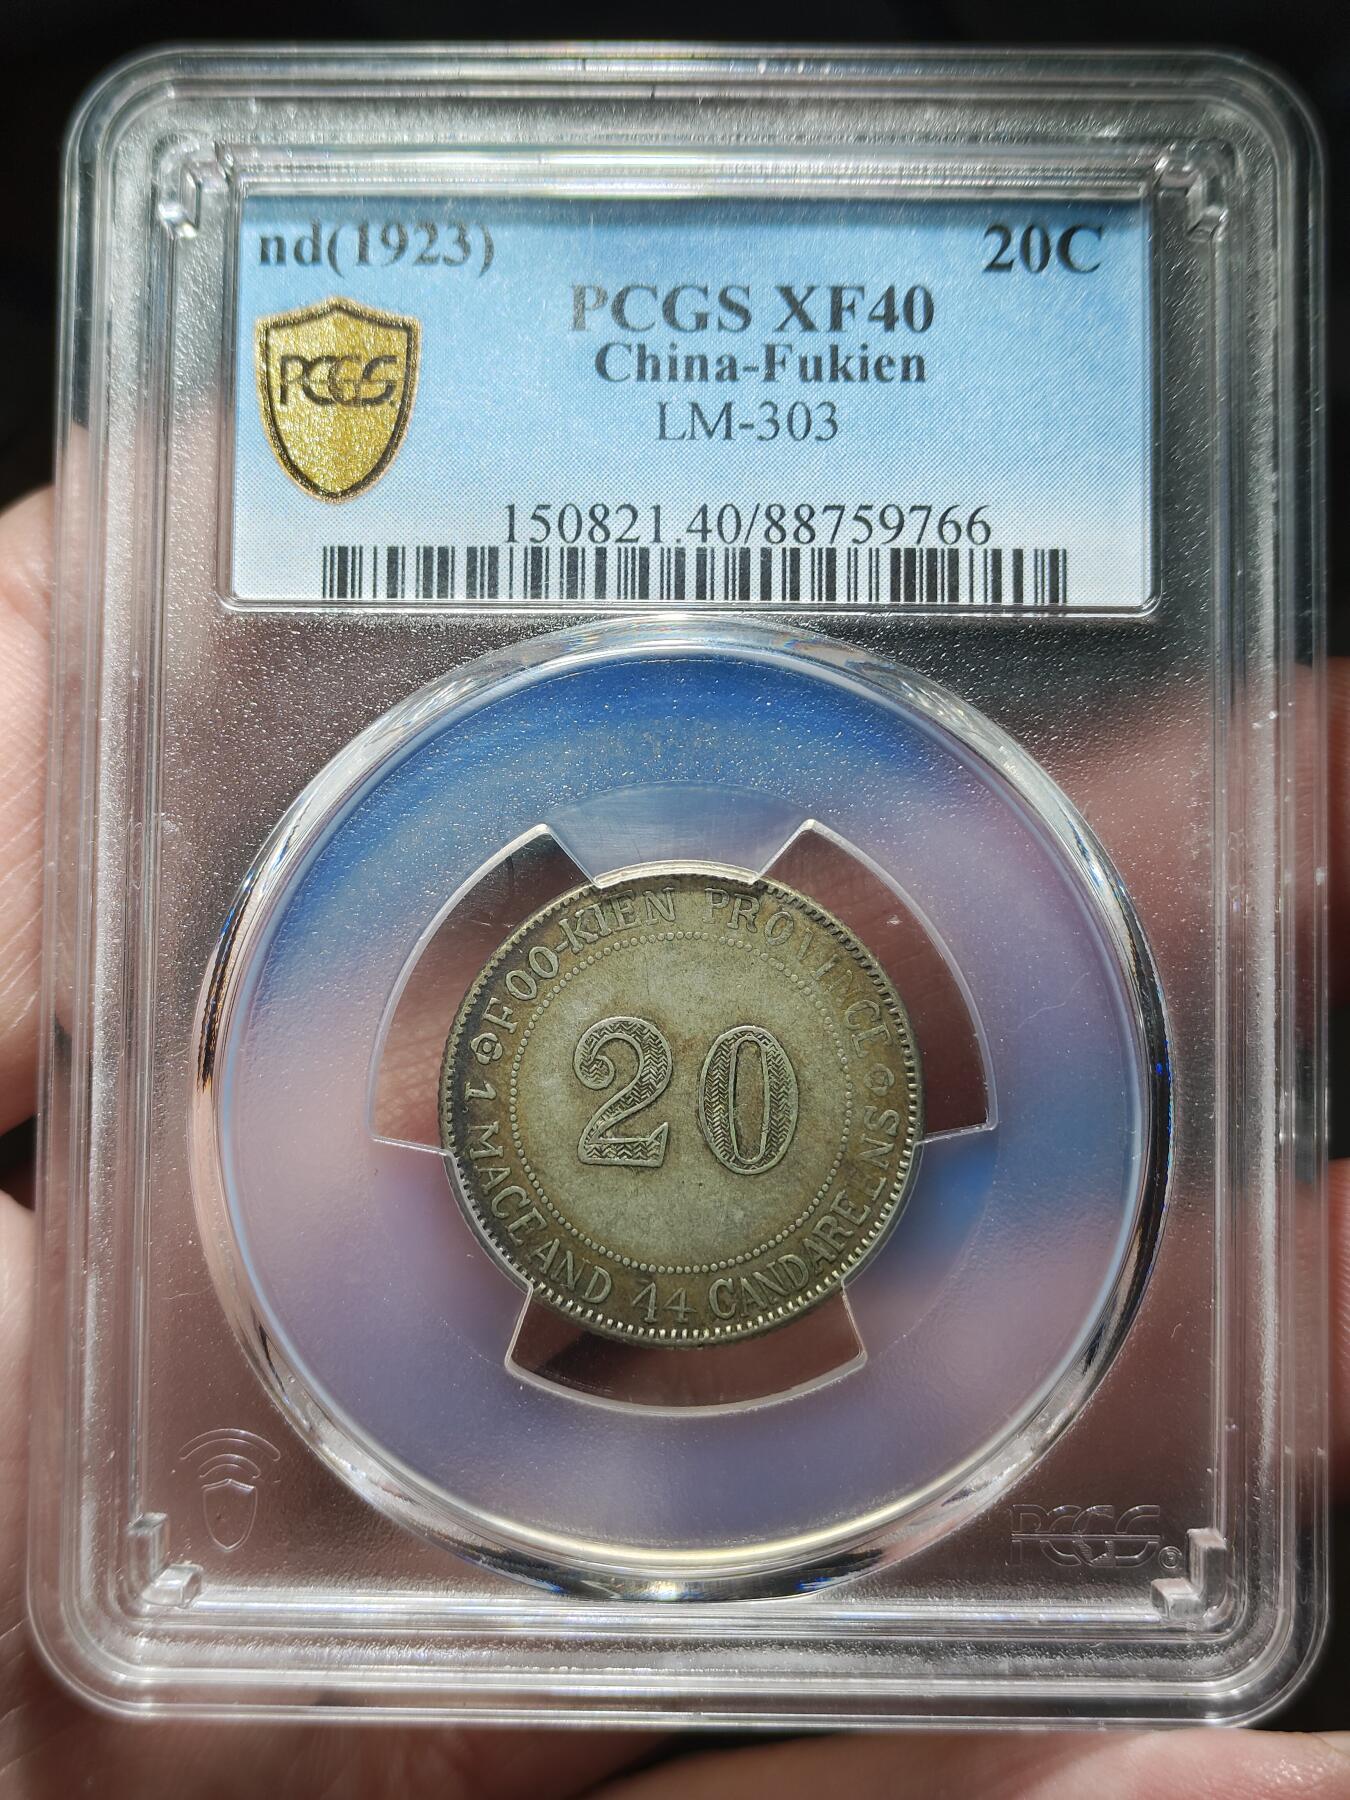 nd(1923) 20C
PCGS XF40
China-Fukien
LM-303
PCGS
150821.40/88759766
FOO-KIEN PROVINCE
20
1 MACE AND 44 CANDAREENS
PCGS